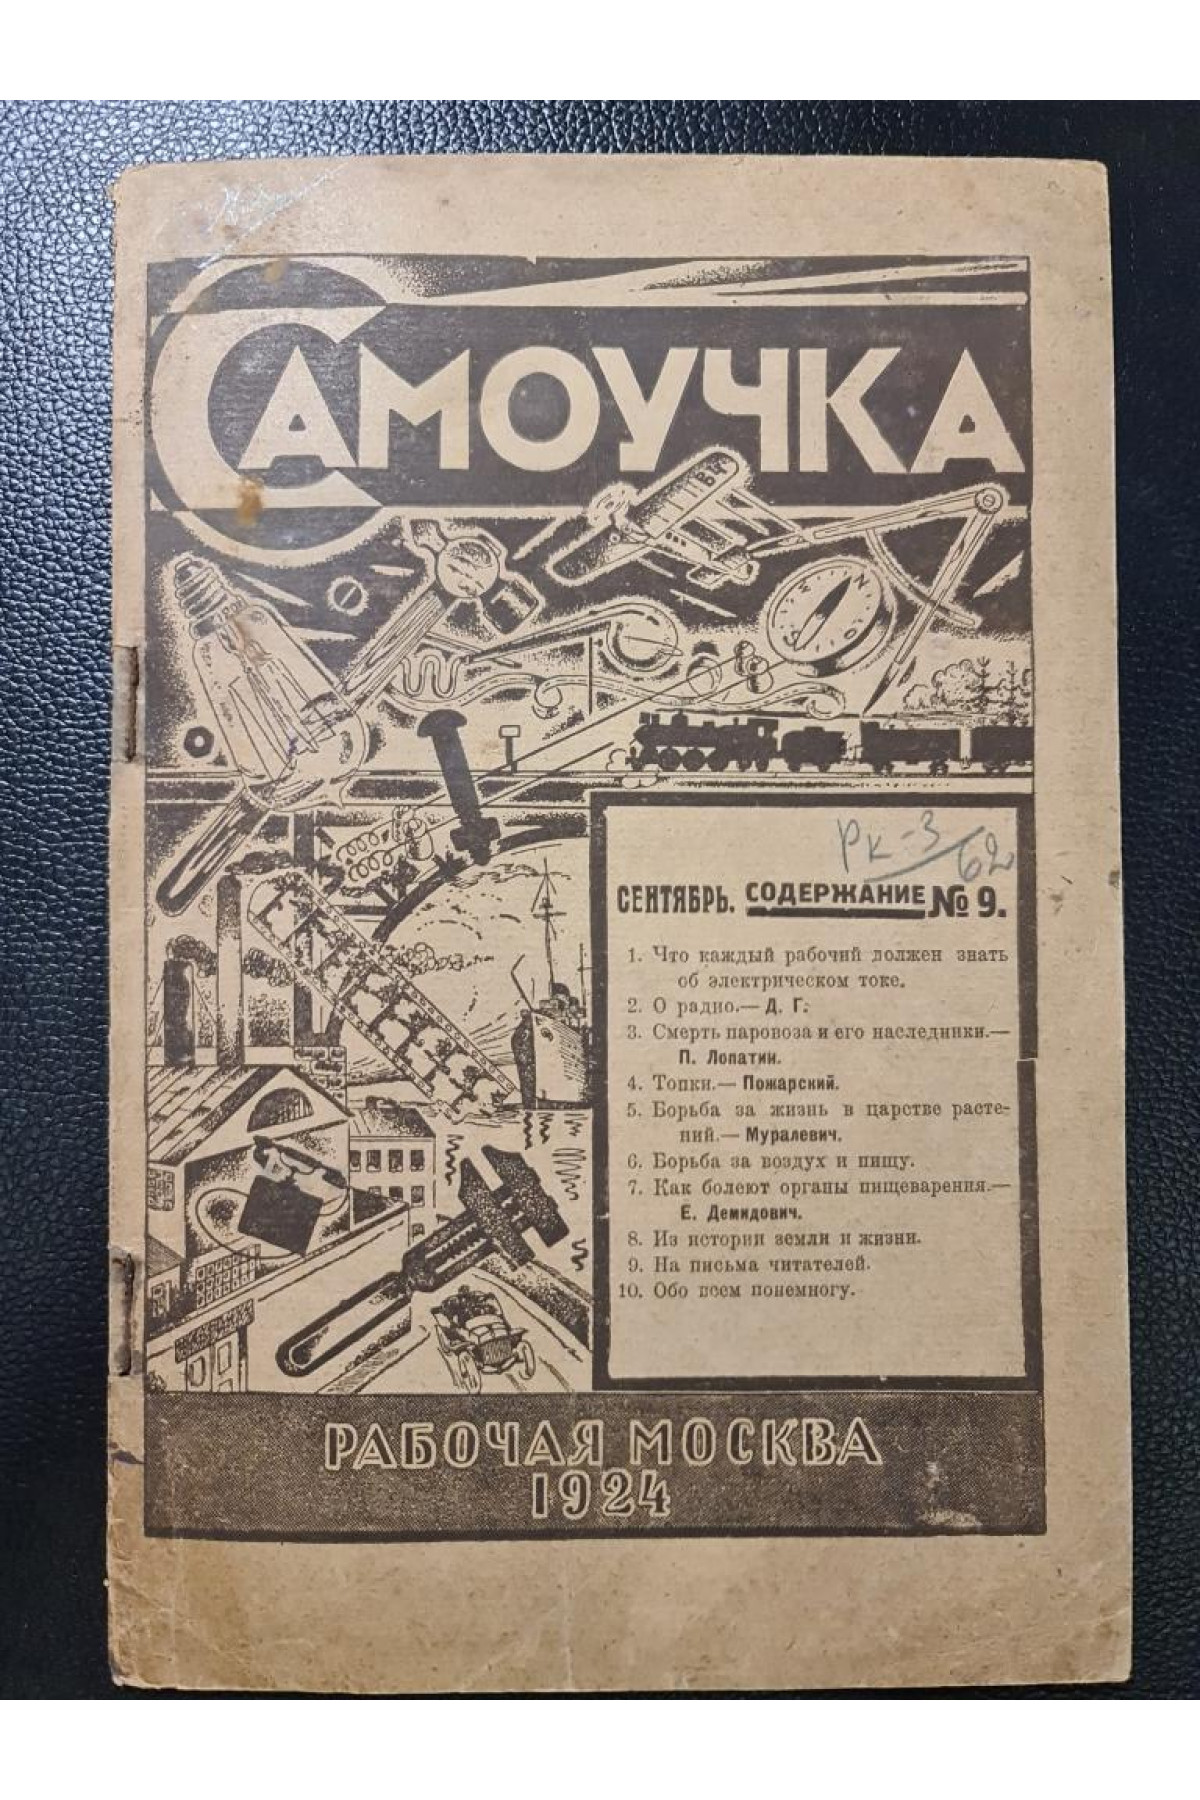 САМОУЧКА
В4
N
W
S
O
Рк-3/62
СЕНТЯБРЬ. СОДЕРЖАНИЕ № 9.
1. Что каждый рабочий должен знать
об электрическом токе.
2. О радио.— Д. Г.
3. Смерть паровоза и его наследники.—
П. Лопатин.
4. Топки.— Пожарский.
5. Борьба за жизнь в царстве расте-
ний.— Муралевич.
6. Борьба за воздух и пищу.
7. Как болеют органы пищеварения.—
Е. Демидович.
8. Из истории земли и жизни.
9. На письма читателей.
10. Обо всем понемногу.
РАБОЧАЯ МОСКВА
1924